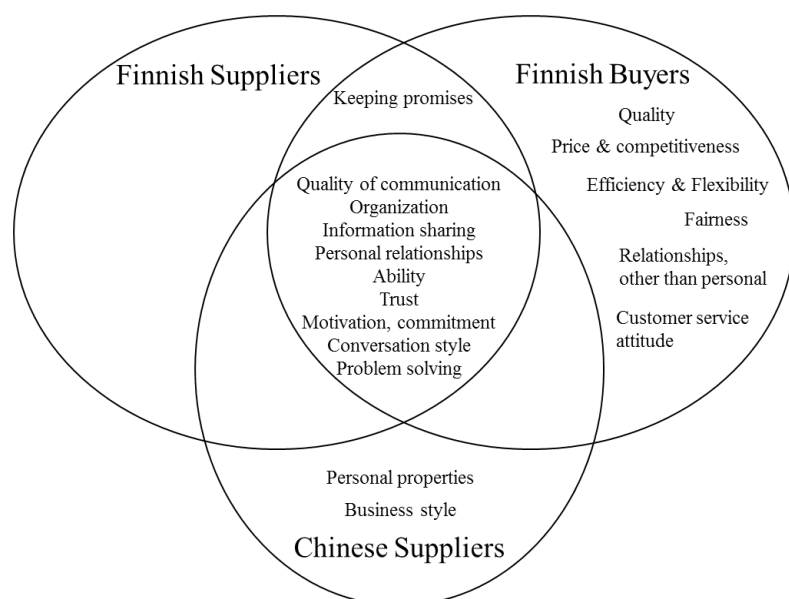 Finnish Suppliers
Finnish Buyers
Keeping promises
Quality
Price & competitiveness
Efficiency & Flexibility
Fairness
Relationships,
other than personal
Customer service
attitude
Quality of communication
Organization
Information sharing
Personal relationships
Ability
Trust
Motivation, commitment
Conversation style
Problem solving
Personal properties
Business style
Chinese Suppliers